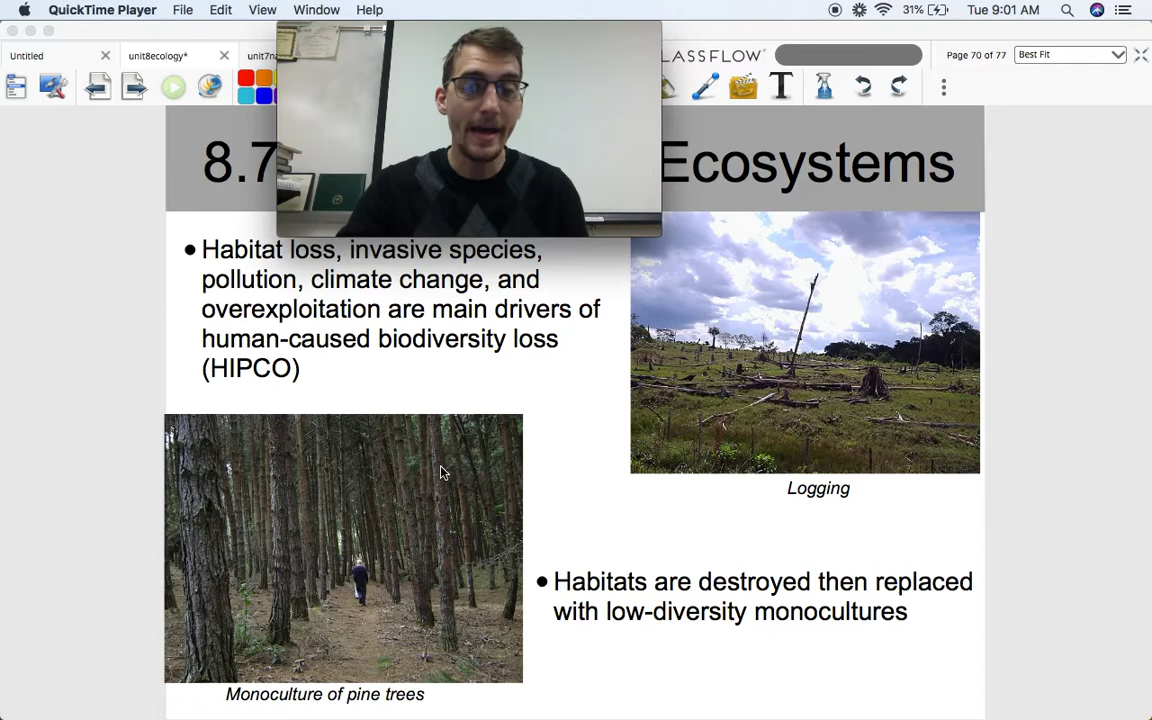 QuickTime Player File Edit View Window Help 31% Tue 9:01 AM
Untitled unit8ecology* Page 70 of 77 Best Fit
T
8.7 Ecosystems
• Habitat loss, invasive species,
pollution, climate change, and
overexploitation are main drivers of
human-caused biodiversity loss
(HIPCO)
Logging
• Habitats are destroyed then replaced
with low-diversity monocultures
Monoculture of pine trees